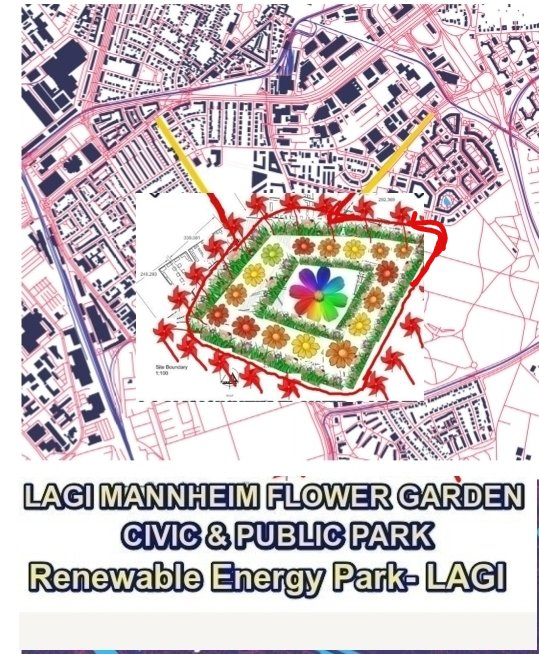 Site Boundary
1:100
LAGI MANNHEIM FLOWER GARDEN
CIVIC & PUBLIC PARK
Renewable Energy Park- LAGI